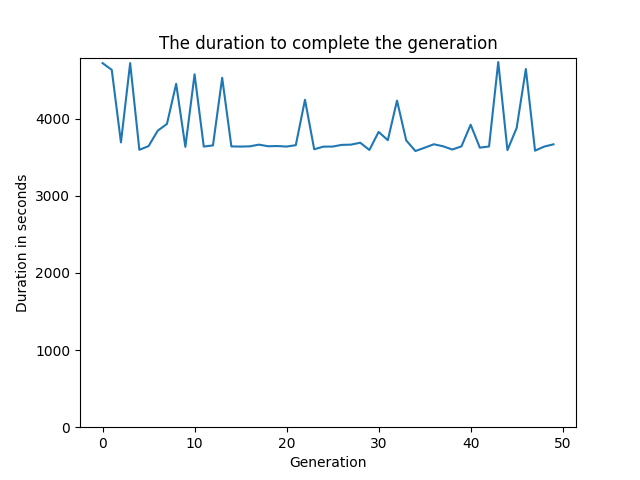 The duration to complete the generation
Duration in seconds
4000
3000
2000
1000
0
0 10 20 30 40 50
Generation